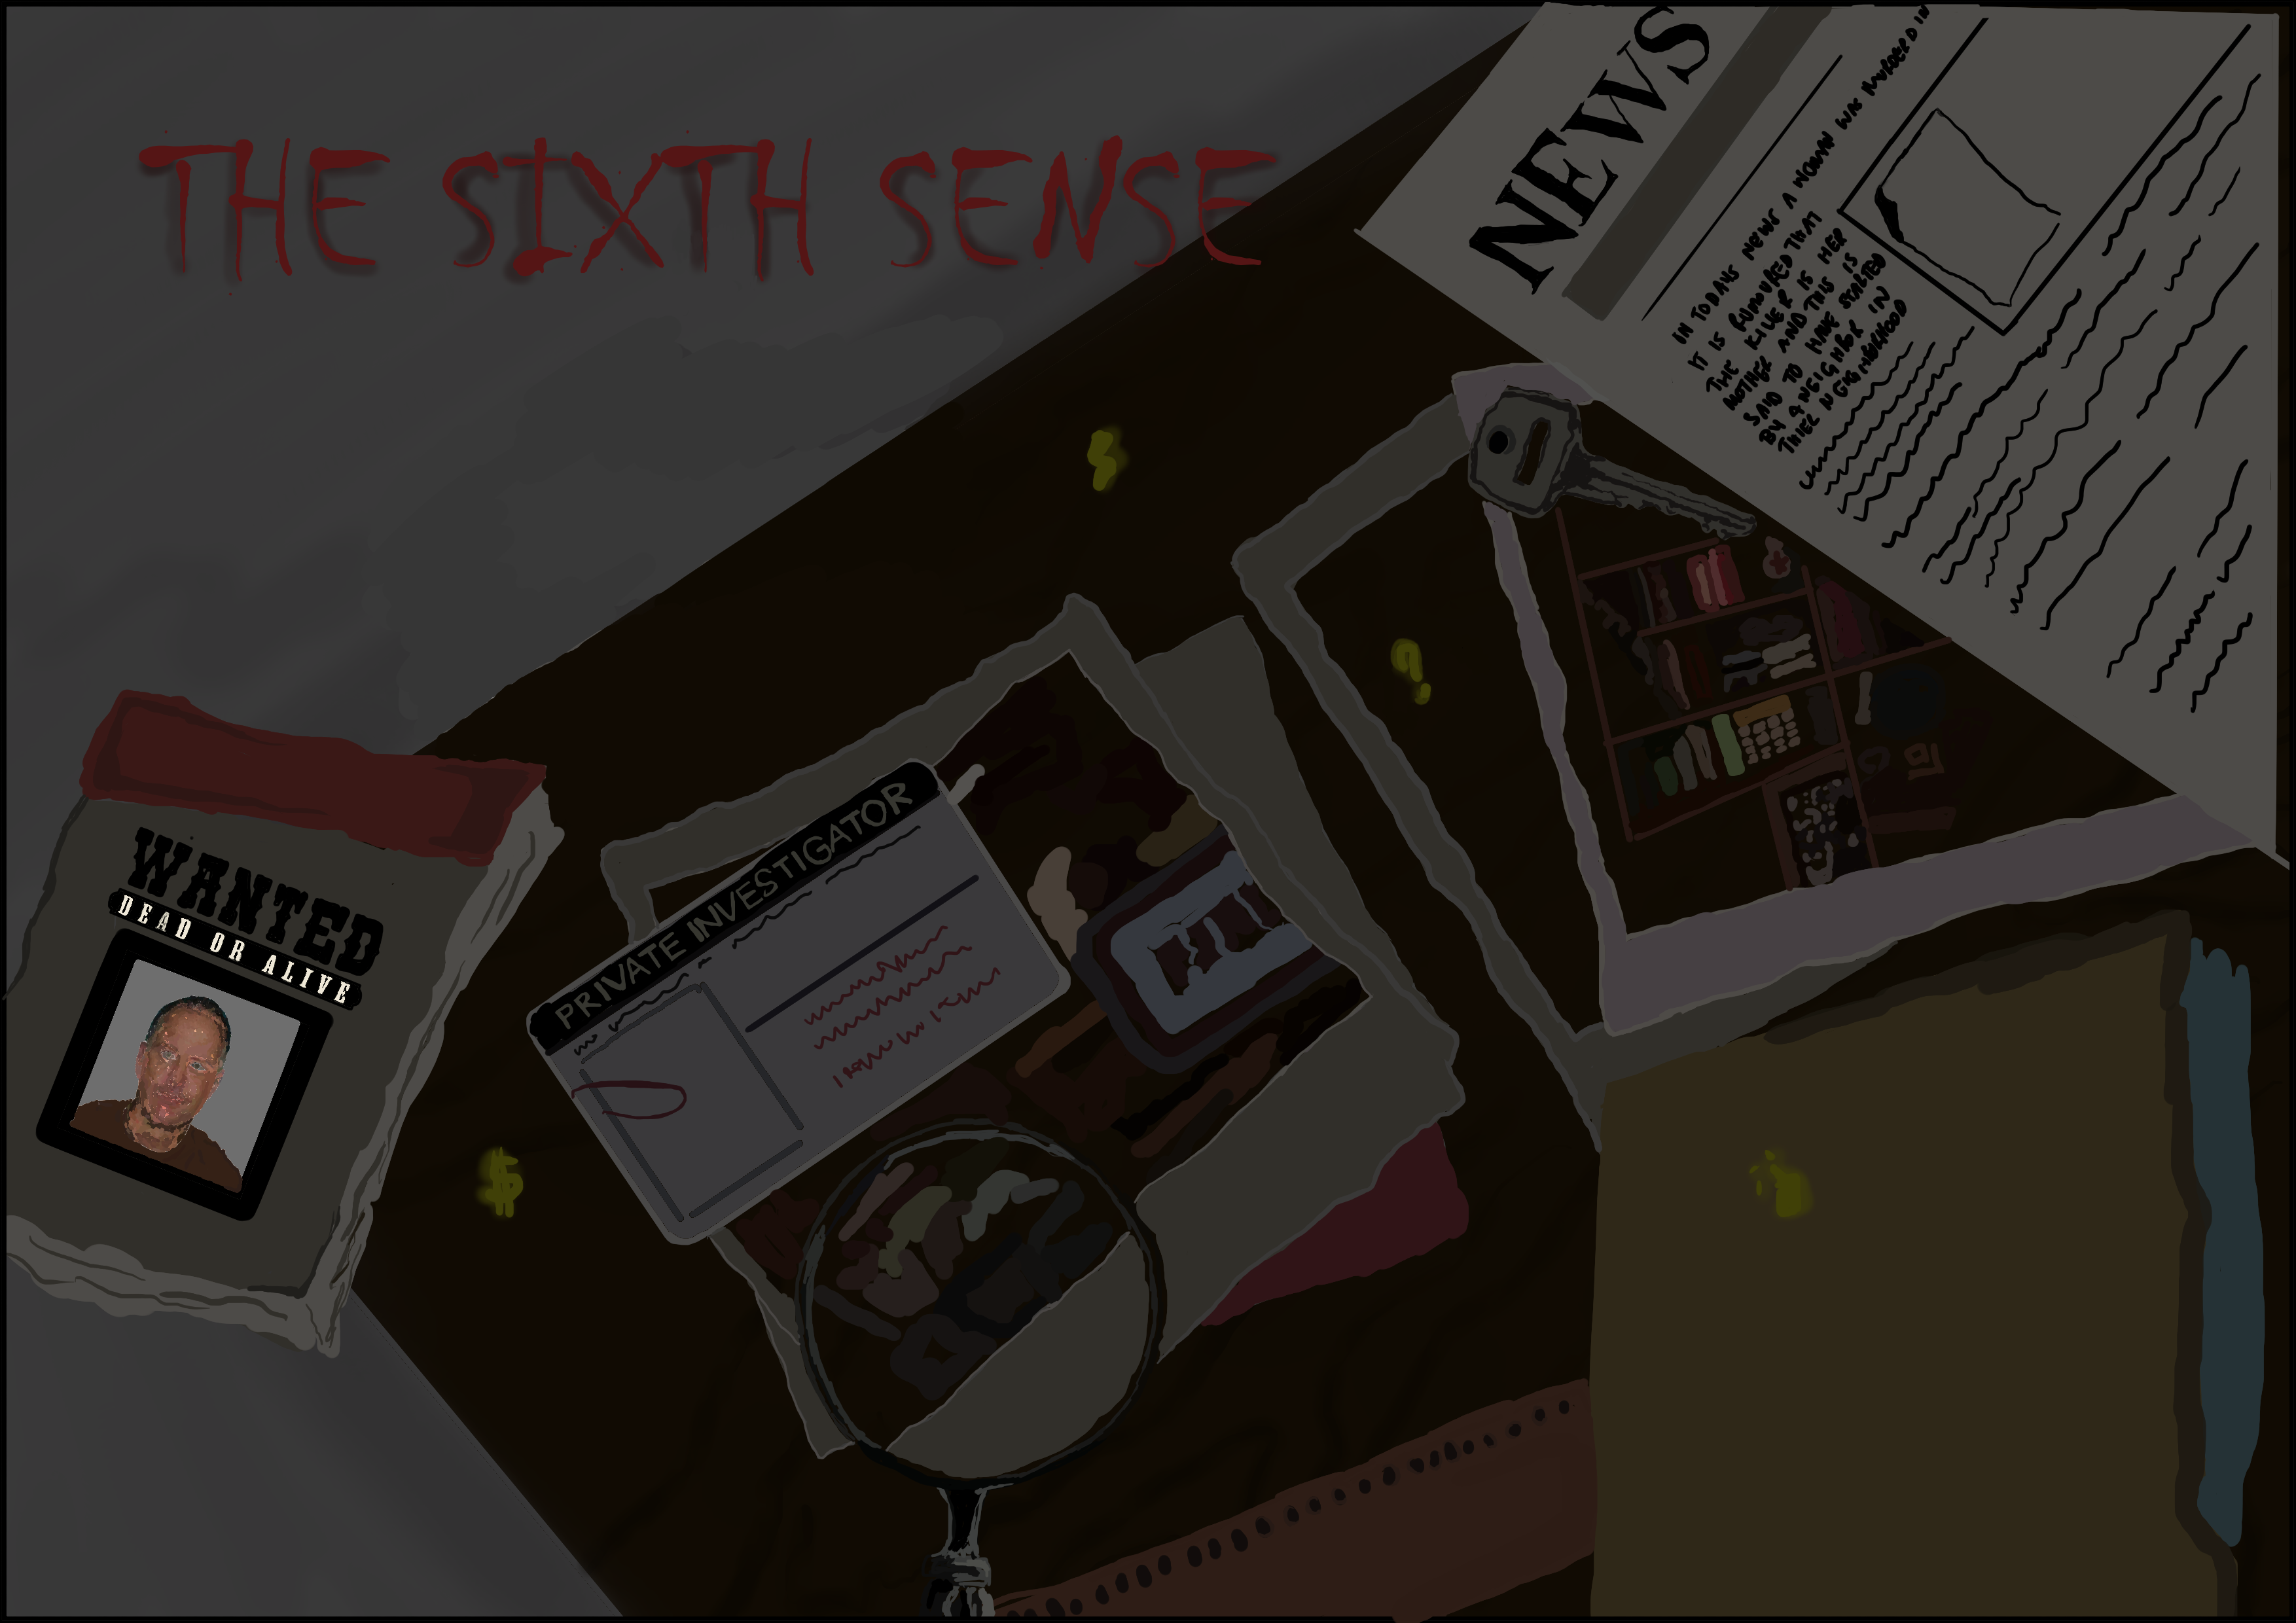 THE SIXTH SENSE
NEWS
IN TODAYS NEWS A WOMAN WAS MURDERED IN
IT IS RUMOURED THAT
THE KILLER IS HER
MOTHER AND THIS IS
SAID TO HAVE STARTED
BY A NEIGHBOR IN
THIER NEIGHBORHOOD
WANTED
DEAD OR ALIVE
PRIVATE INVESTIGATOR
$